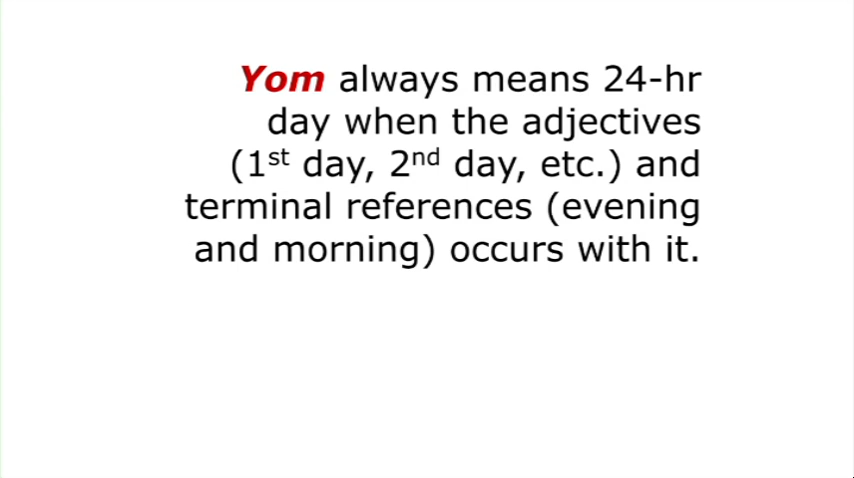 Yom always means 24-hr
day when the adjectives
(1st day, 2nd day, etc.) and
terminal references (evening
and morning) occurs with it.